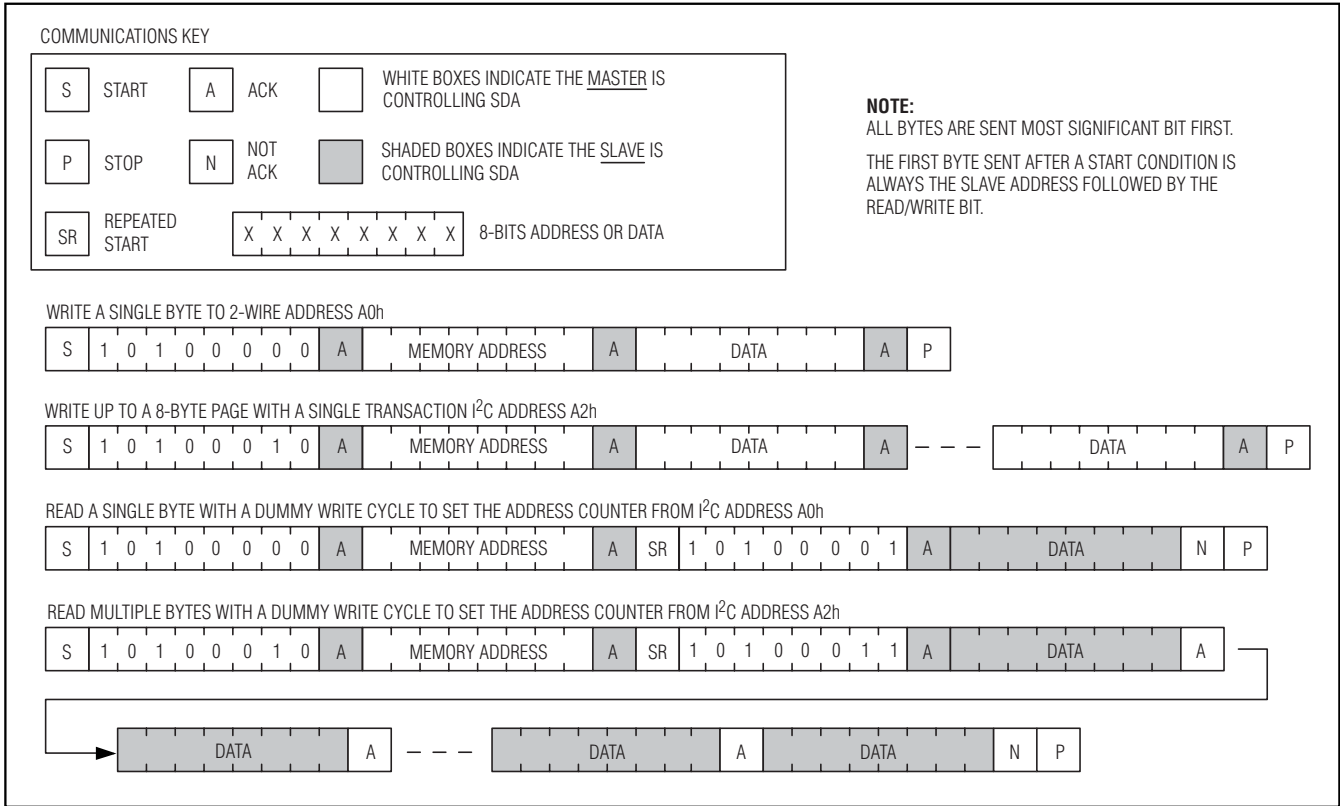 COMMUNICATIONS KEY
S START A ACK WHITE BOXES INDICATE THE MASTER IS
CONTROLLING SDA
P STOP N NOT
ACK SHADED BOXES INDICATE THE SLAVE IS
CONTROLLING SDA
SR REPEATED
START X X X X X X X X 8-BITS ADDRESS OR DATA
NOTE:
ALL BYTES ARE SENT MOST SIGNIFICANT BIT FIRST.
THE FIRST BYTE SENT AFTER A START CONDITION IS
ALWAYS THE SLAVE ADDRESS FOLLOWED BY THE
READ/WRITE BIT.
WRITE A SINGLE BYTE TO 2-WIRE ADDRESS A0h
S 1 0 1 0 0 0 0 0 A MEMORY ADDRESS A DATA A P
WRITE UP TO A 8-BYTE PAGE WITH A SINGLE TRANSACTION I²C ADDRESS A2h
S 1 0 1 0 0 0 1 0 A MEMORY ADDRESS A DATA A DATA A P
READ A SINGLE BYTE WITH A DUMMY WRITE CYCLE TO SET THE ADDRESS COUNTER FROM I²C ADDRESS A0h
S 1 0 1 0 0 0 0 0 A MEMORY ADDRESS A SR 1 0 1 0 0 0 0 1 A DATA N P
READ MULTIPLE BYTES WITH A DUMMY WRITE CYCLE TO SET THE ADDRESS COUNTER FROM I²C ADDRESS A2h
S 1 0 1 0 0 0 1 0 A MEMORY ADDRESS A SR 1 0 1 0 0 0 1 1 A DATA A
DATA A DATA A DATA N P